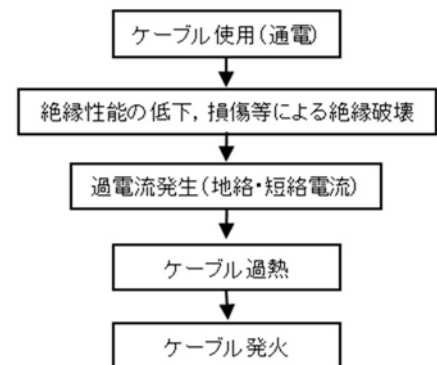 ケーブル使用(通電)
絶縁性能の低下,損傷等による絶縁破壊
過電流発生(地絡・短絡電流)
ケーブル過熱
ケーブル発火